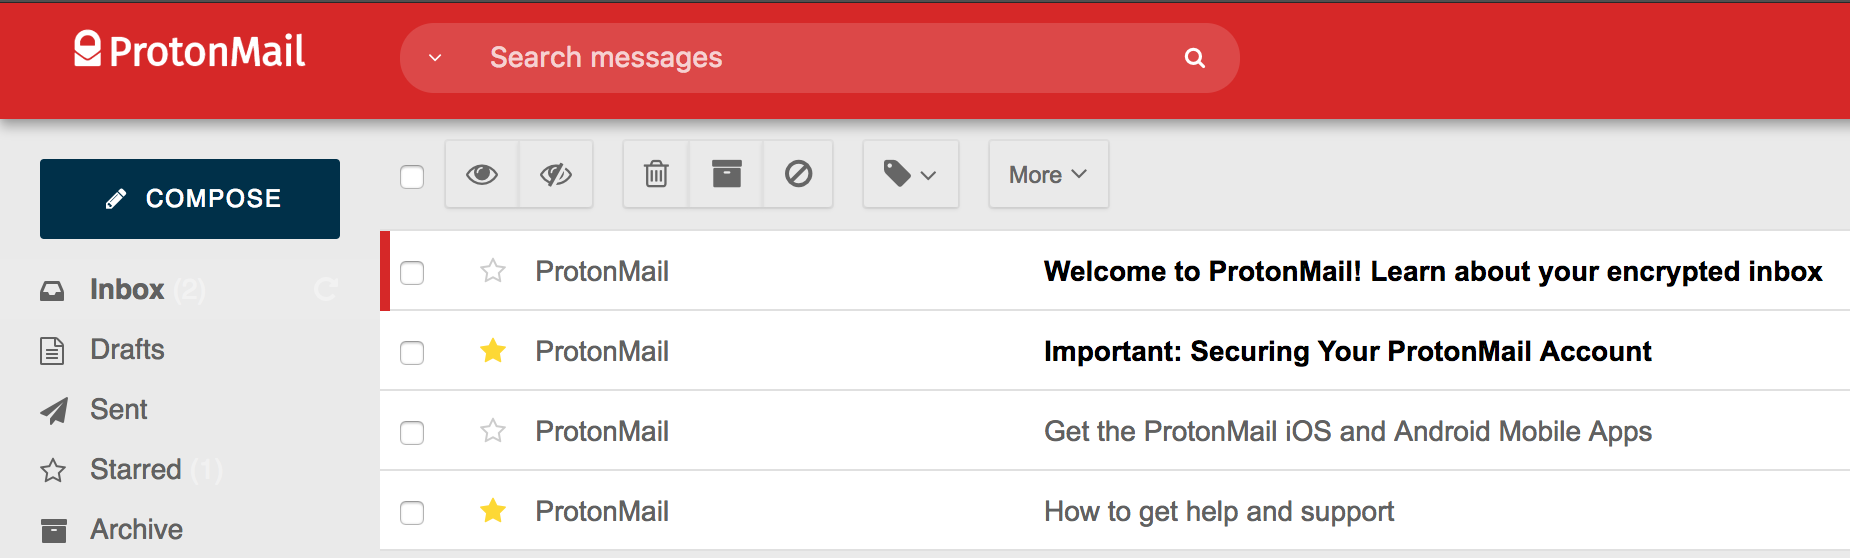 ProtonMail
Search messages
COMPOSE
More
Inbox (2)
Drafts
Sent
Starred (1)
Archive
ProtonMail Welcome to ProtonMail! Learn about your encrypted inbox
ProtonMail Important: Securing Your ProtonMail Account
ProtonMail Get the ProtonMail iOS and Android Mobile Apps
ProtonMail How to get help and support